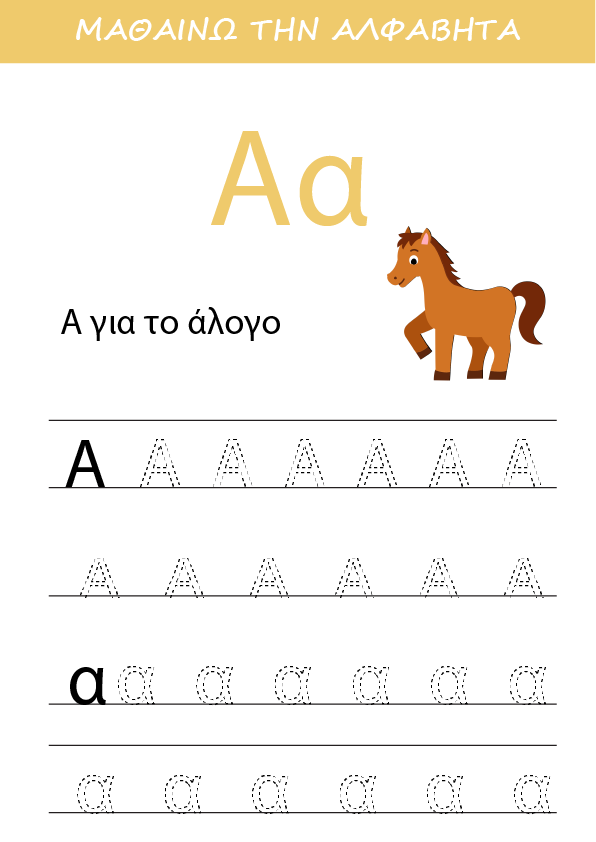 ΜΑΘΑΙΝΩ ΤΗΝ ΑΛΦΑΒΗΤΑ
Αα
Α για το άλογο
Α Α Α Α Α Α Α
Α Α Α Α Α Α
α α α α α α α
α α α α α α